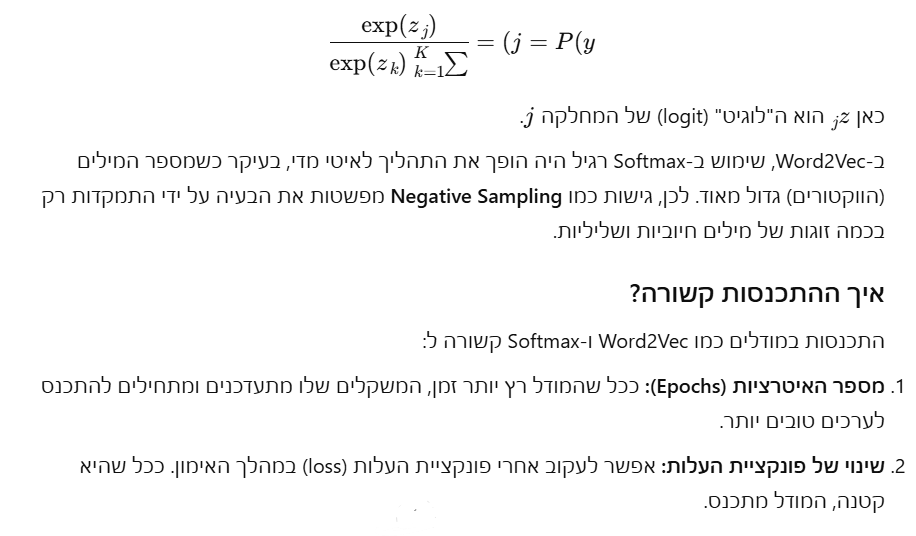 exp(z_j) / exp(z_k) _{k=1}^{K}∑ = (j = P(y
כאן z_j הוא ה"לוגיט" (logit) של המחלקה j.
ב-Word2Vec, שימוש ב-Softmax רגיל היה הופך את התהליך לאיטי מדי, בעיקר כשמספר המילים
(הווקטורים) גדול מאוד. לכן, גישות כמו Negative Sampling מפשטות את הבעיה על ידי התמקדות רק
בכמה זוגות של מילים חיוביות ושליליות.
איך ההתכנסות קשורה?
התכנסות במודלים כמו Word2Vec ו-Softmax קשורה ל:
1. מספר האיטרציות (Epochs): ככל שהמודל רץ יותר זמן, המשקלים שלו מתעדכנים ומתחילים להתכנס
לערכים טובים יותר.
2. שינוי של פונקציית העלות: אפשר לעקוב אחרי פונקציית העלות (loss) במהלך האימון. ככל שהיא
קטנה, המודל מתכנס.